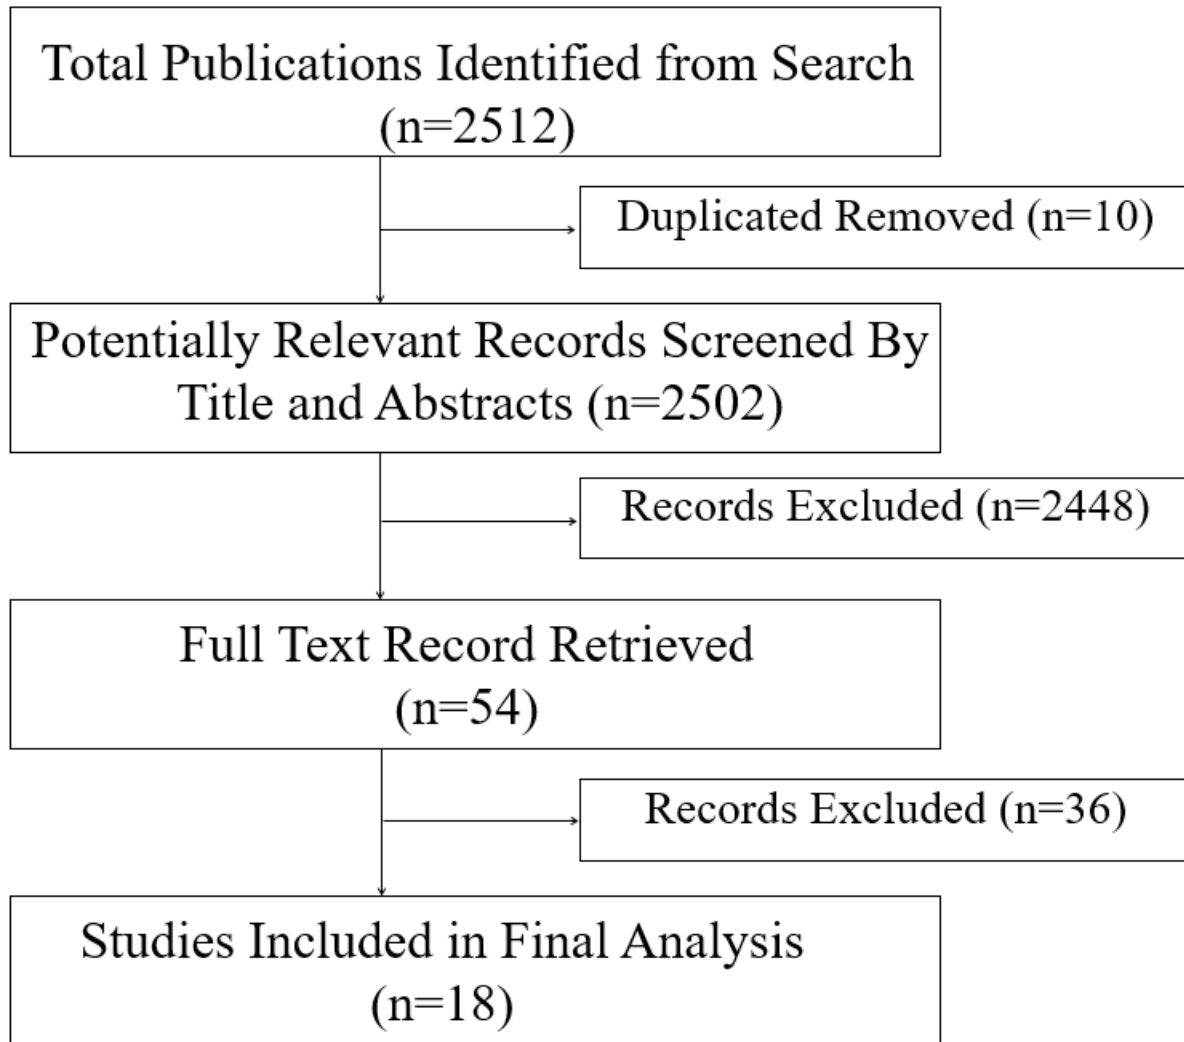 Total Publications Identified from Search
(n=2512)
Duplicated Removed (n=10)
Potentially Relevant Records Screened By
Title and Abstracts (n=2502)
Records Excluded (n=2448)
Full Text Record Retrieved
(n=54)
Records Excluded (n=36)
Studies Included in Final Analysis
(n=18)